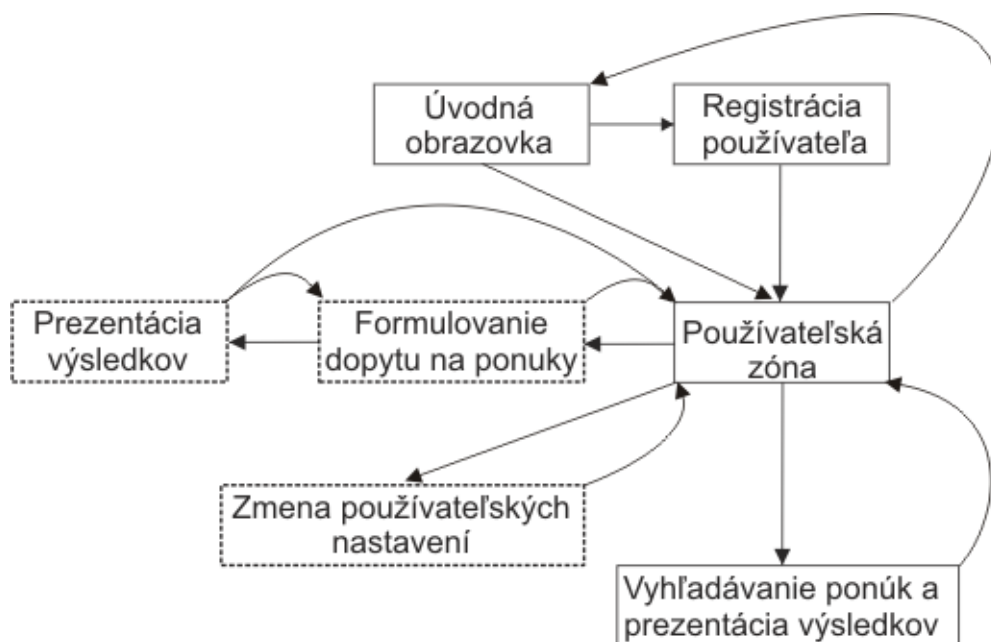 Úvodná
obrazovka
Registrácia
používateľa
Prezentácia
výsledkov
Formulovanie
dopytu na ponuky
Používateľská
zóna
Zmena používateľských
nastavení
Vyhľadávanie ponúk a
prezentácia výsledkov